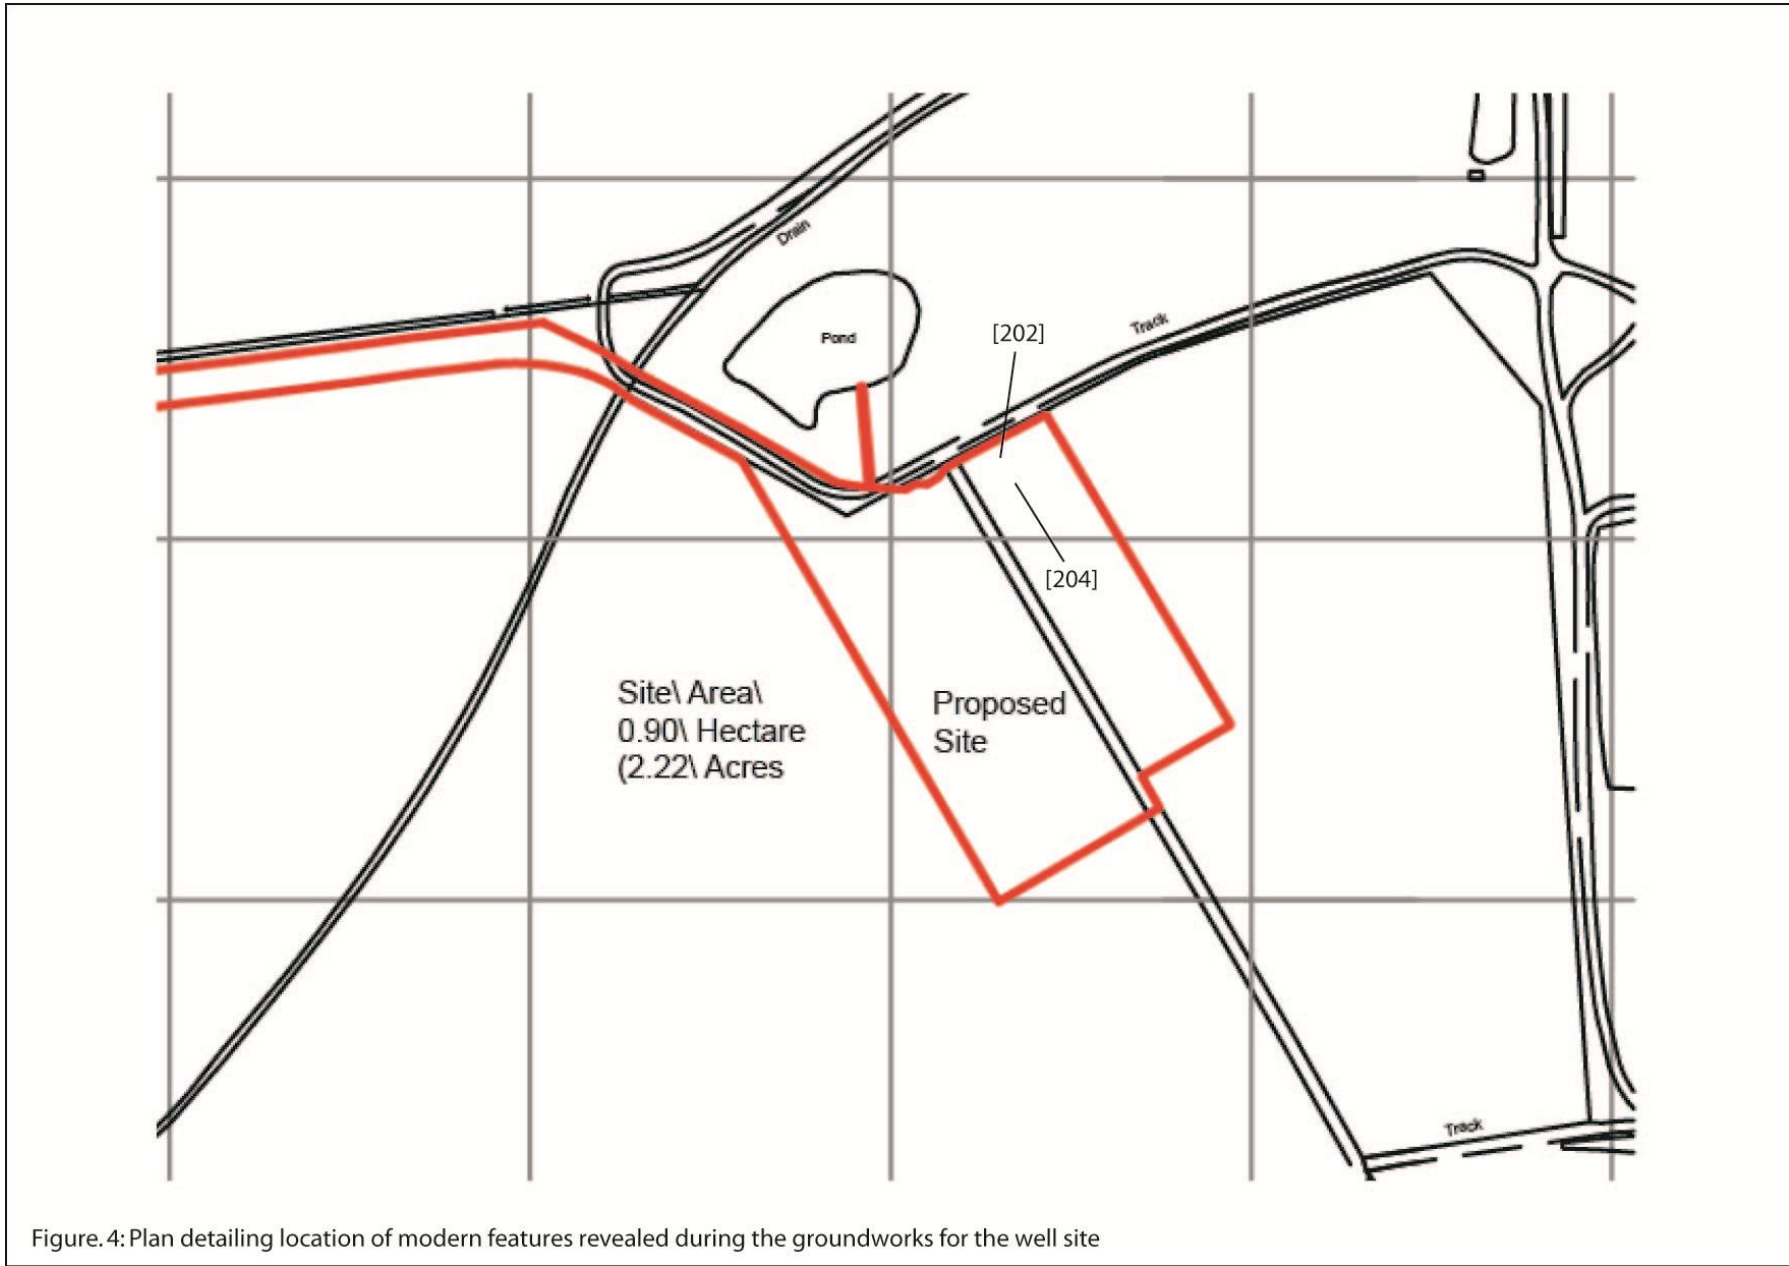 Drain
Pond
Track
[202]
[204]
Site\ Area\
0.90\ Hectare
(2.22\ Acres
Proposed
Site
Track
Figure. 4: Plan detailing location of modern features revealed during the groundworks for the well site